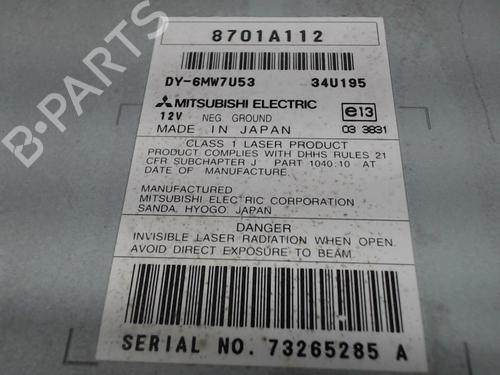 8701A112
DY-6MW7U53 34U195
MITSUBISHI ELECTRIC e13
12V NEG GROUND
MADE IN JAPAN 03 3831
CLASS 1 LASER PRODUCT
PRODUCT COMPLIES WITH DHHS RULES 21
CFR SUBCHAPTER J PART 1040.10 AT
DATE OF MANUFACTURE.
MANUFACTURED
MITSUBISHI ELECTRIC CORPORATION
SANDA, HYOGO JAPAN
DANGER
INVISIBLE LASER RADIATION WHEN OPEN.
AVOID DIRECT EXPOSURE TO BEAM.
SERIAL NO. 73265285 A
B-PARTS